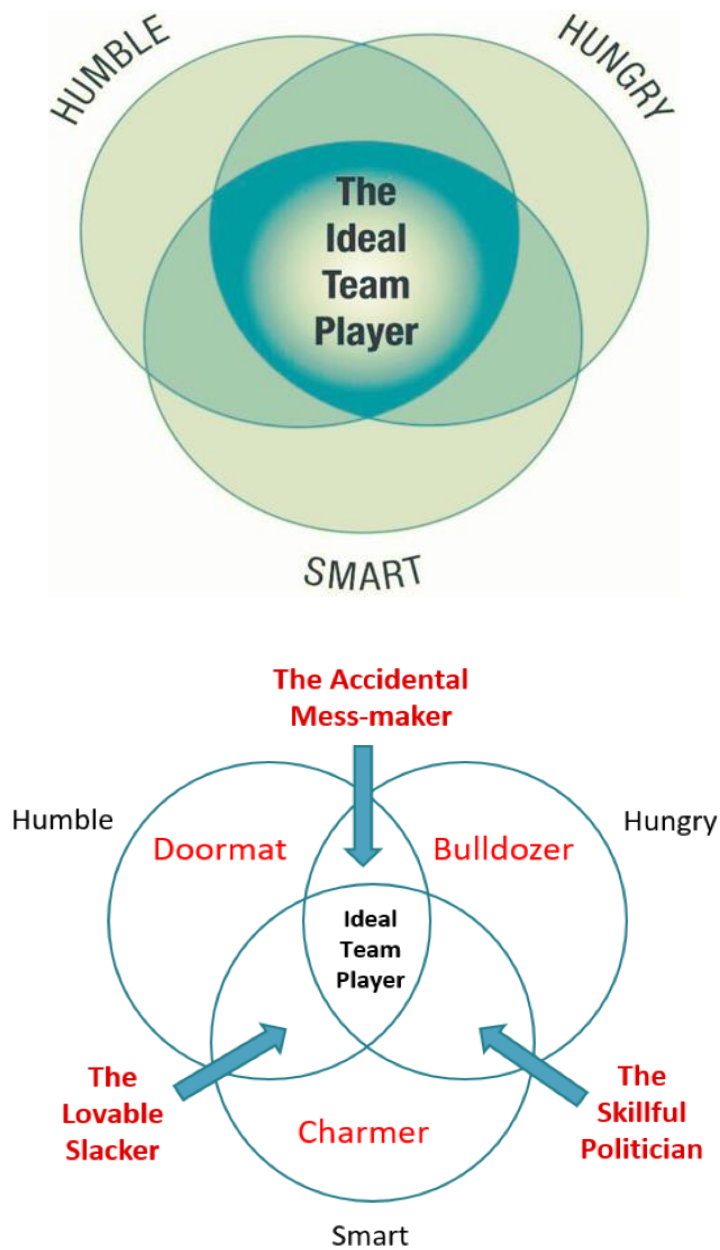 HUMBLE
HUNGRY
The
Ideal
Team
Player
SMART
The Accidental
Mess-maker
Humble
Hungry
Doormat
Bulldozer
Ideal
Team
Player
The
Lovable
Slacker
The
Skillful
Politician
Charmer
Smart